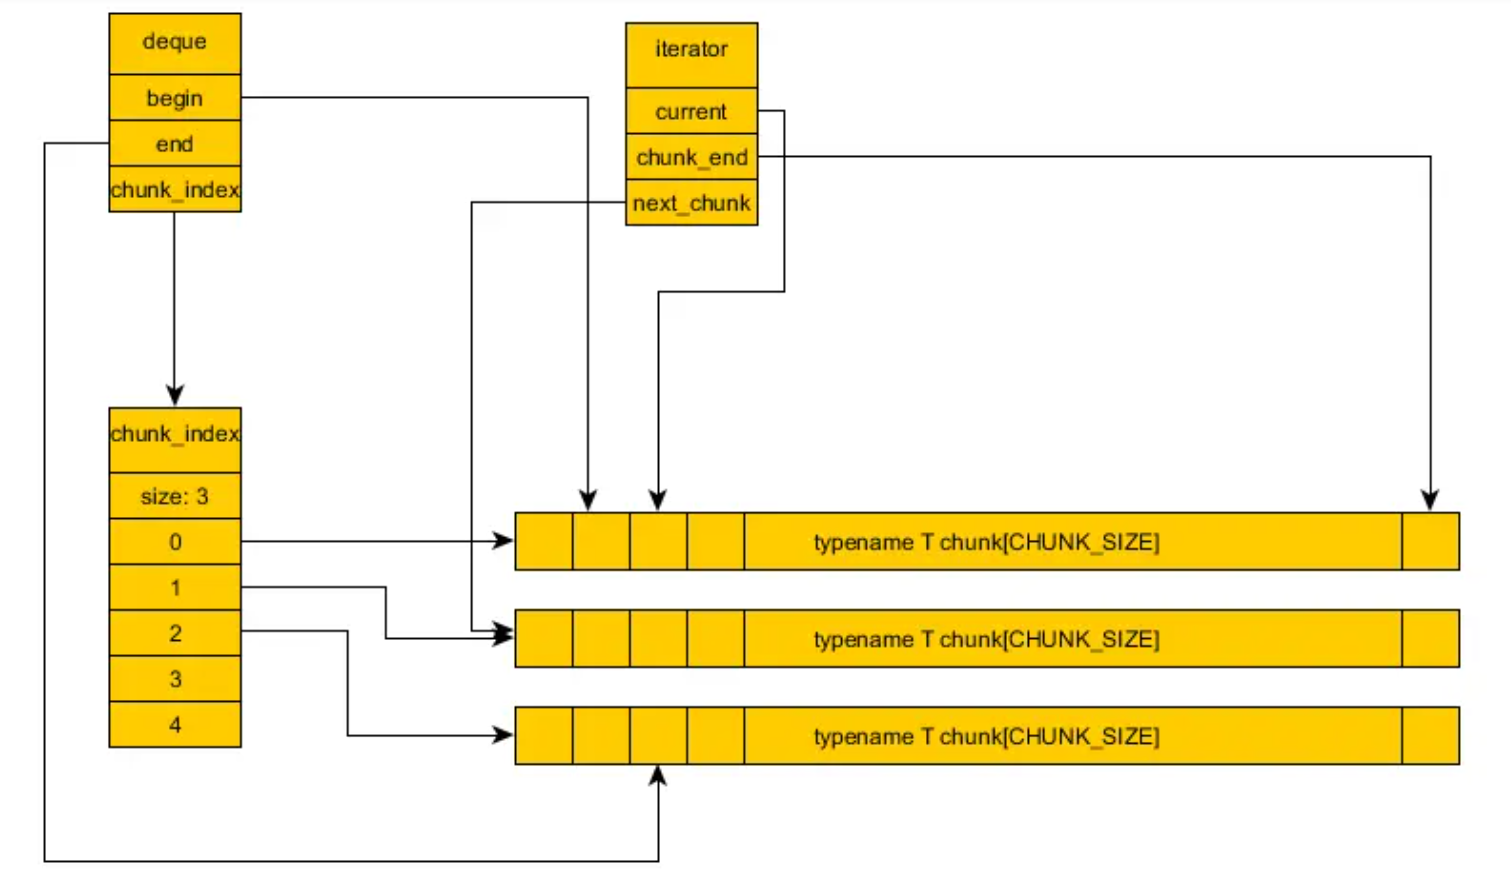 deque
begin
end
chunk_index
iterator
current
chunk_end
next_chunk
chunk_index
size: 3
0
1
2
3
4
typename T chunk[CHUNK_SIZE]
typename T chunk[CHUNK_SIZE]
typename T chunk[CHUNK_SIZE]